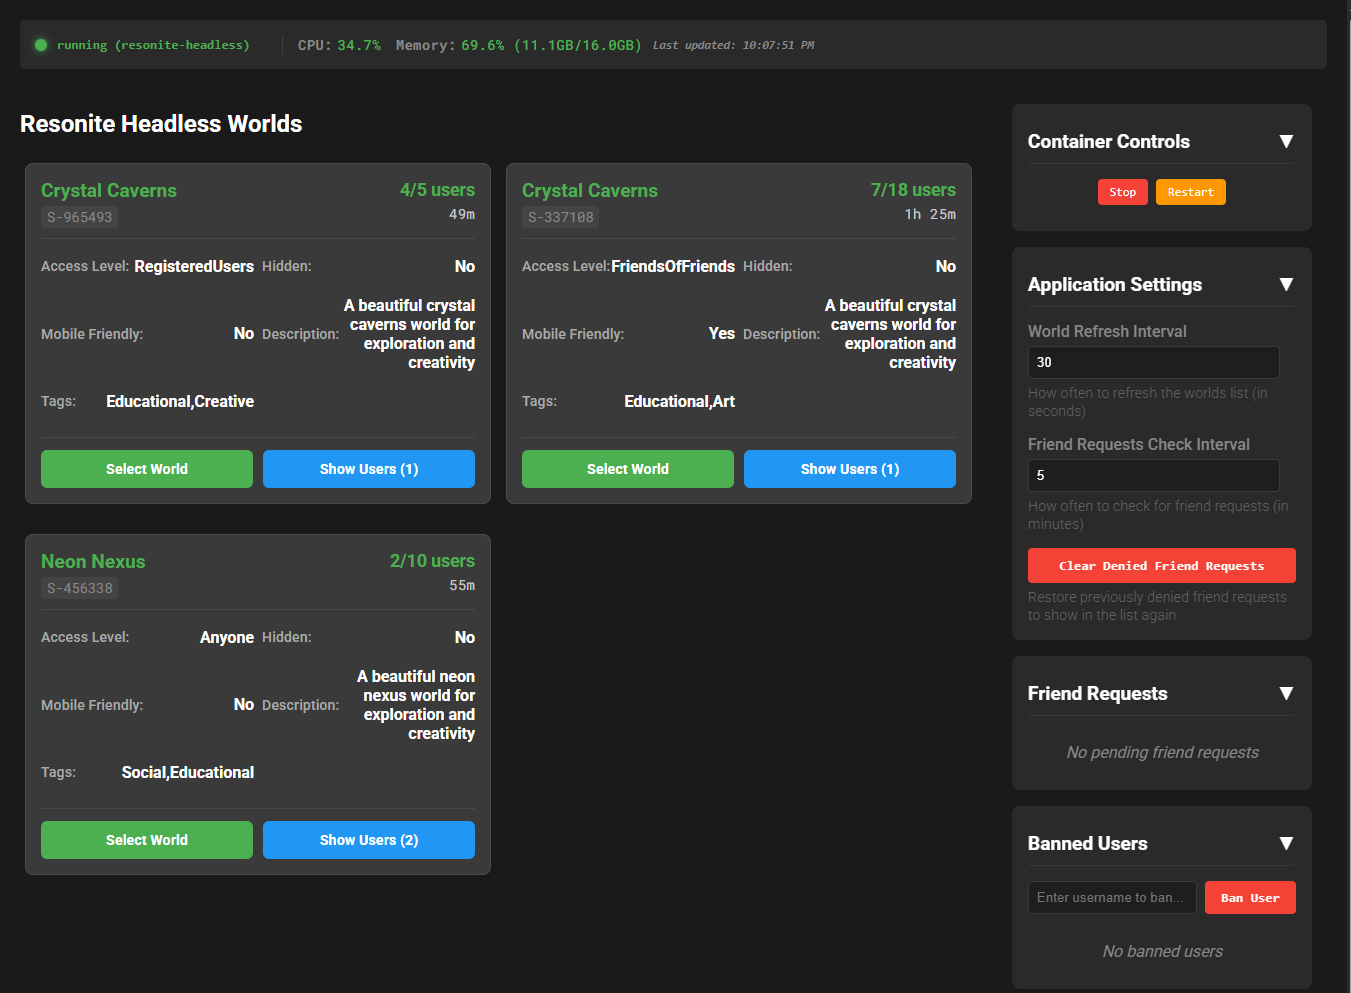 running (resonite-headless) CPU: 34.7% Memory: 69.6% (11.1GB/16.0GB) Last updated: 10:07:51 PM
Resonite Headless Worlds
Crystal Caverns 4/5 users
S-965493 49m
Access Level: RegisteredUsers Hidden: No
Mobile Friendly: No Description: A beautiful crystal
caverns world for
exploration and
creativity
Tags: Educational,Creative
Select World Show Users (1)
Crystal Caverns 7/18 users
S-337108 1h 25m
Access Level: FriendsOfFriends Hidden: No
Mobile Friendly: Yes Description: A beautiful crystal
caverns world for
exploration and
creativity
Tags: Educational,Art
Select World Show Users (1)
Neon Nexus 2/10 users
S-456338 55m
Access Level: Anyone Hidden: No
Mobile Friendly: No Description: A beautiful neon
nexus world for
exploration and
creativity
Tags: Social,Educational
Select World Show Users (2)
Container Controls ▼
Stop Restart
Application Settings ▼
World Refresh Interval
30
How often to refresh the worlds list (in
seconds)
Friend Requests Check Interval
5
How often to check for friend requests (in
minutes)
Clear Denied Friend Requests
Restore previously denied friend requests
to show in the list again
Friend Requests ▼
No pending friend requests
Banned Users ▼
Enter username to ban... Ban User
No banned users